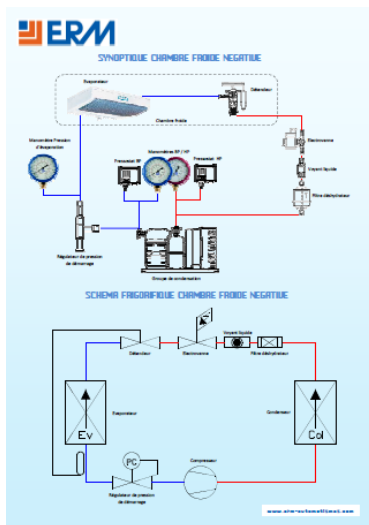 ERM
SYNOPTIQUE CHAMBRE FROIDE NEGATIVE
Evaporateur
Détendeur
Chambre froide
Manomètre Pression
d'évaporation
Manomètres BP / HP
Pressostat BP
Pressostat HP
Electrovanne
Voyant liquide
Filtre déshydrateur
Régulateur de pression
de démarrage
Groupe de condensation
SCHEMA FRIGORIFIQUE CHAMBRE FROIDE NEGATIVE
Voyant liquide
Détendeur
Electrovanne
Filtre déshydrateur
Evaporateur
Condenseur
Ev
Cd
PC
Compresseur
Régulateur de pression
de démarrage
www.erm-automatismes.com